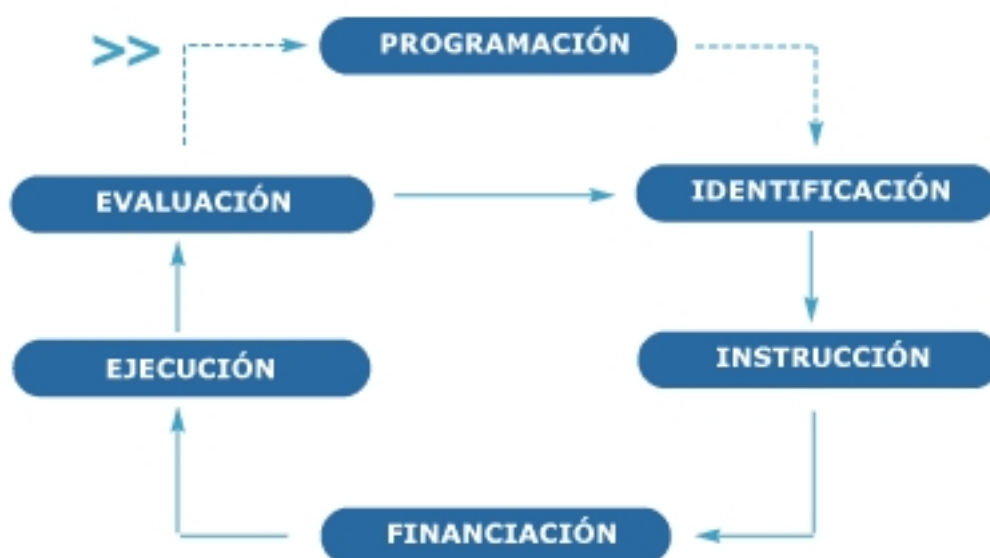 >>
PROGRAMACIÓN
EVALUACIÓN
IDENTIFICACIÓN
EJECUCIÓN
INSTRUCCIÓN
FINANCIACIÓN